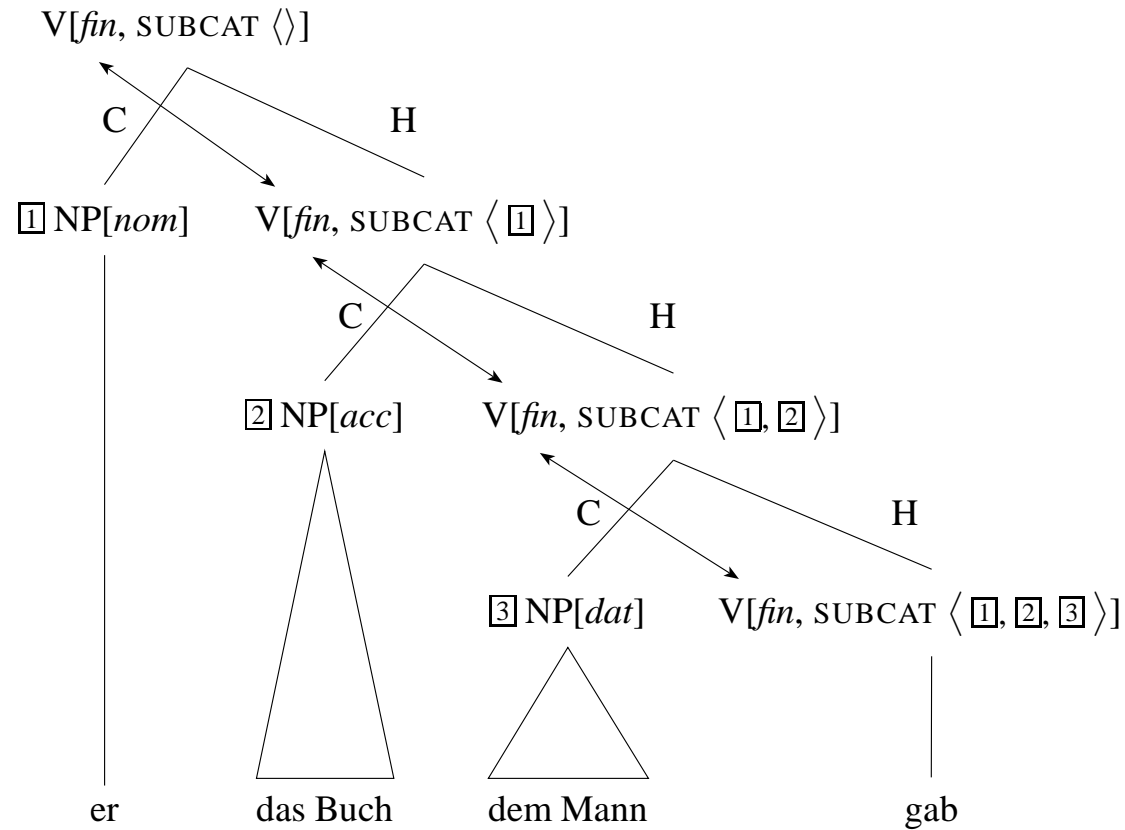 V[fin, SUBCAT ⟨⟩]
C H
1 NP[nom] V[fin, SUBCAT ⟨ 1 ⟩]
C H
2 NP[acc] V[fin, SUBCAT ⟨ 1, 2 ⟩]
C H
3 NP[dat] V[fin, SUBCAT ⟨ 1, 2, 3 ⟩]
er das Buch dem Mann gab